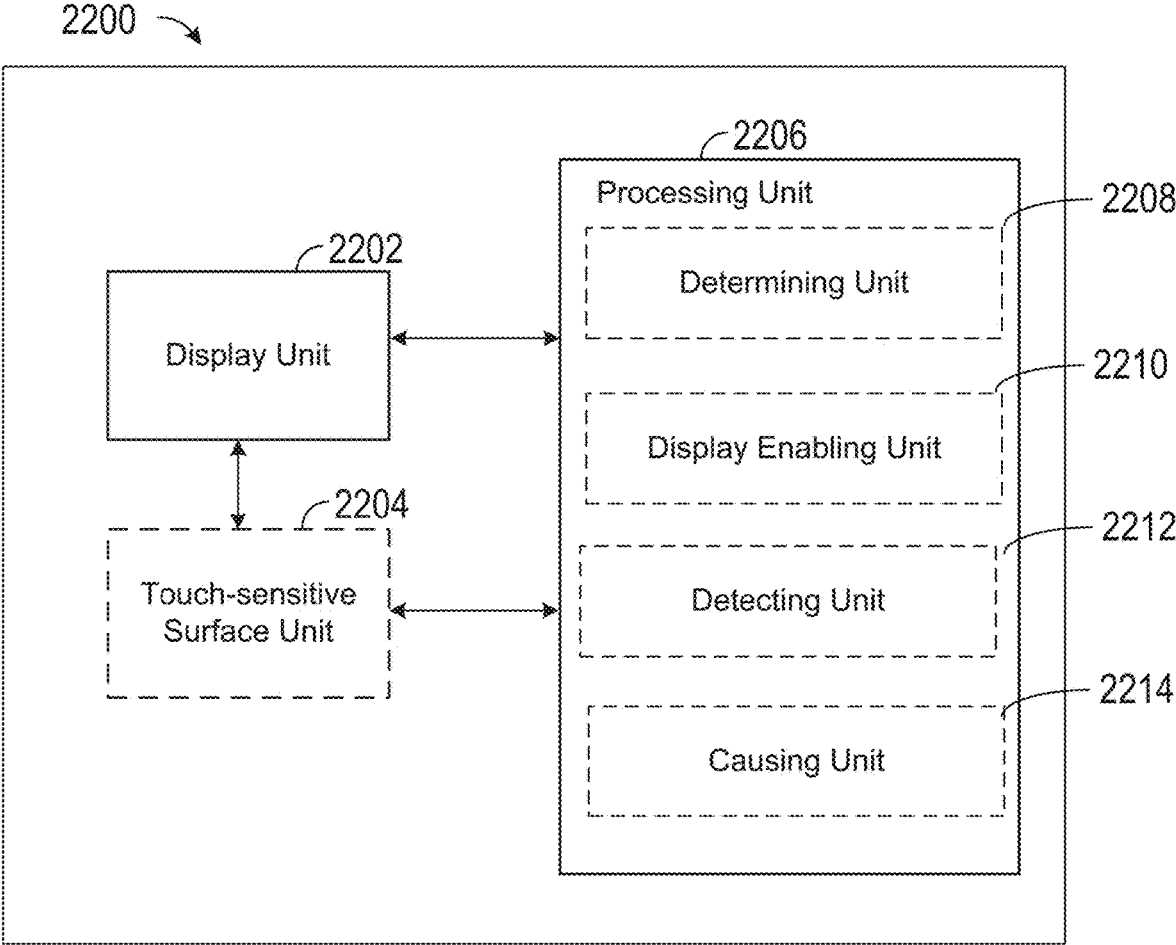 2200
2206
Processing Unit
2208
Determining Unit
2202
Display Unit
2210
Display Enabling Unit
2204
Touch-sensitive
Surface Unit
2212
Detecting Unit
2214
Causing Unit